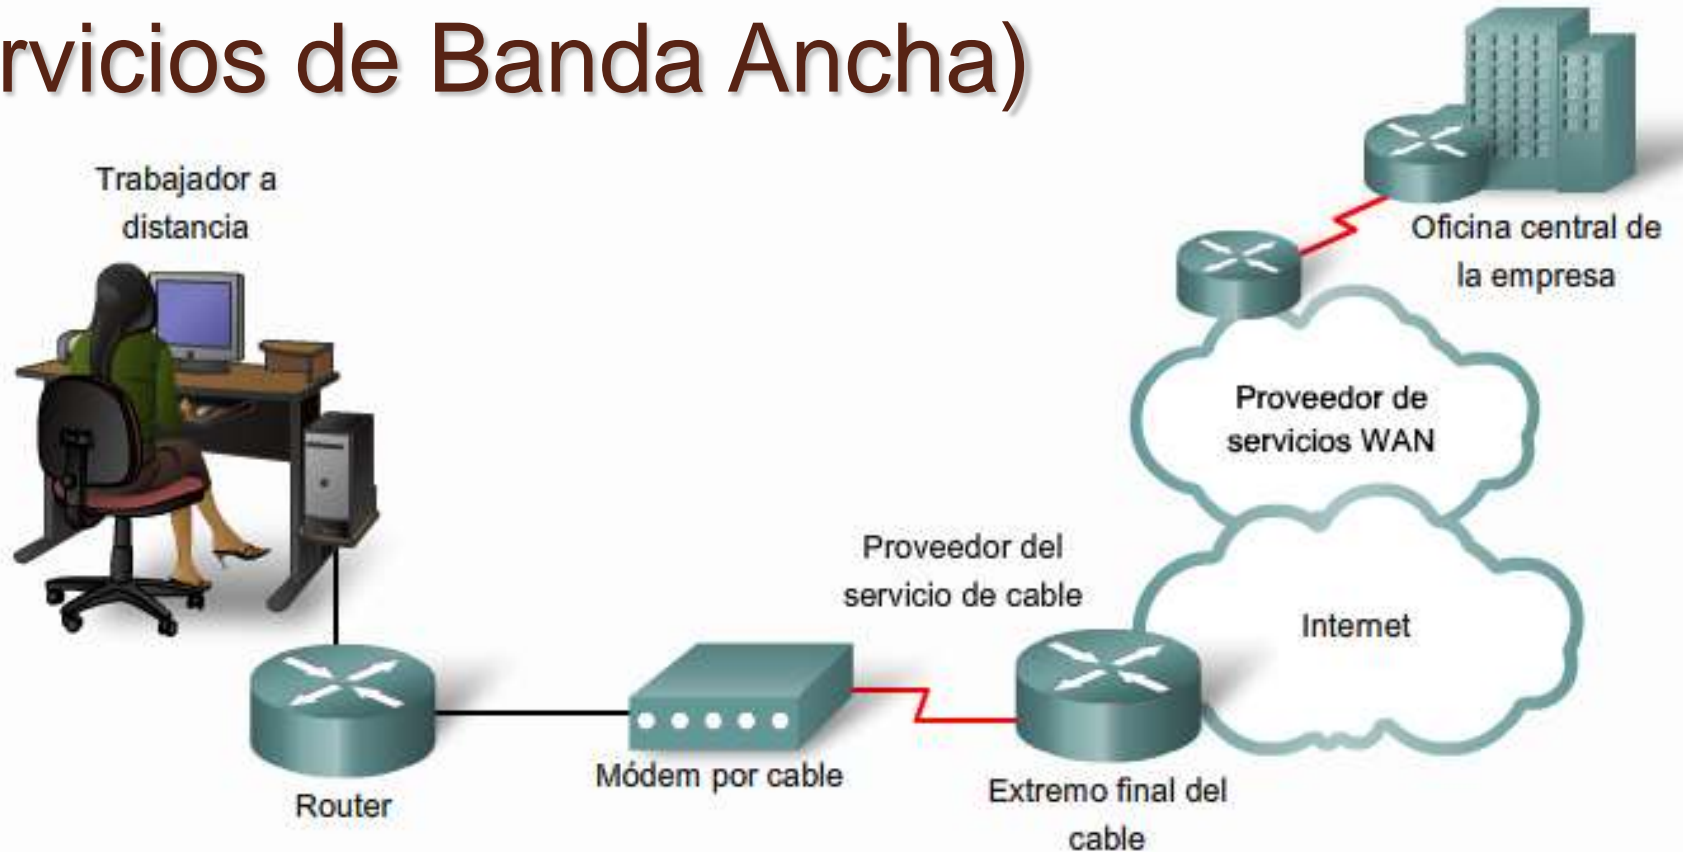 rvicios de Banda Ancha)
Trabajador a
distancia
Oficina central de
la empresa
Proveedor de
servicios WAN
Proveedor del
servicio de cable
Internet
Módem por cable
Router
Extremo final del
cable